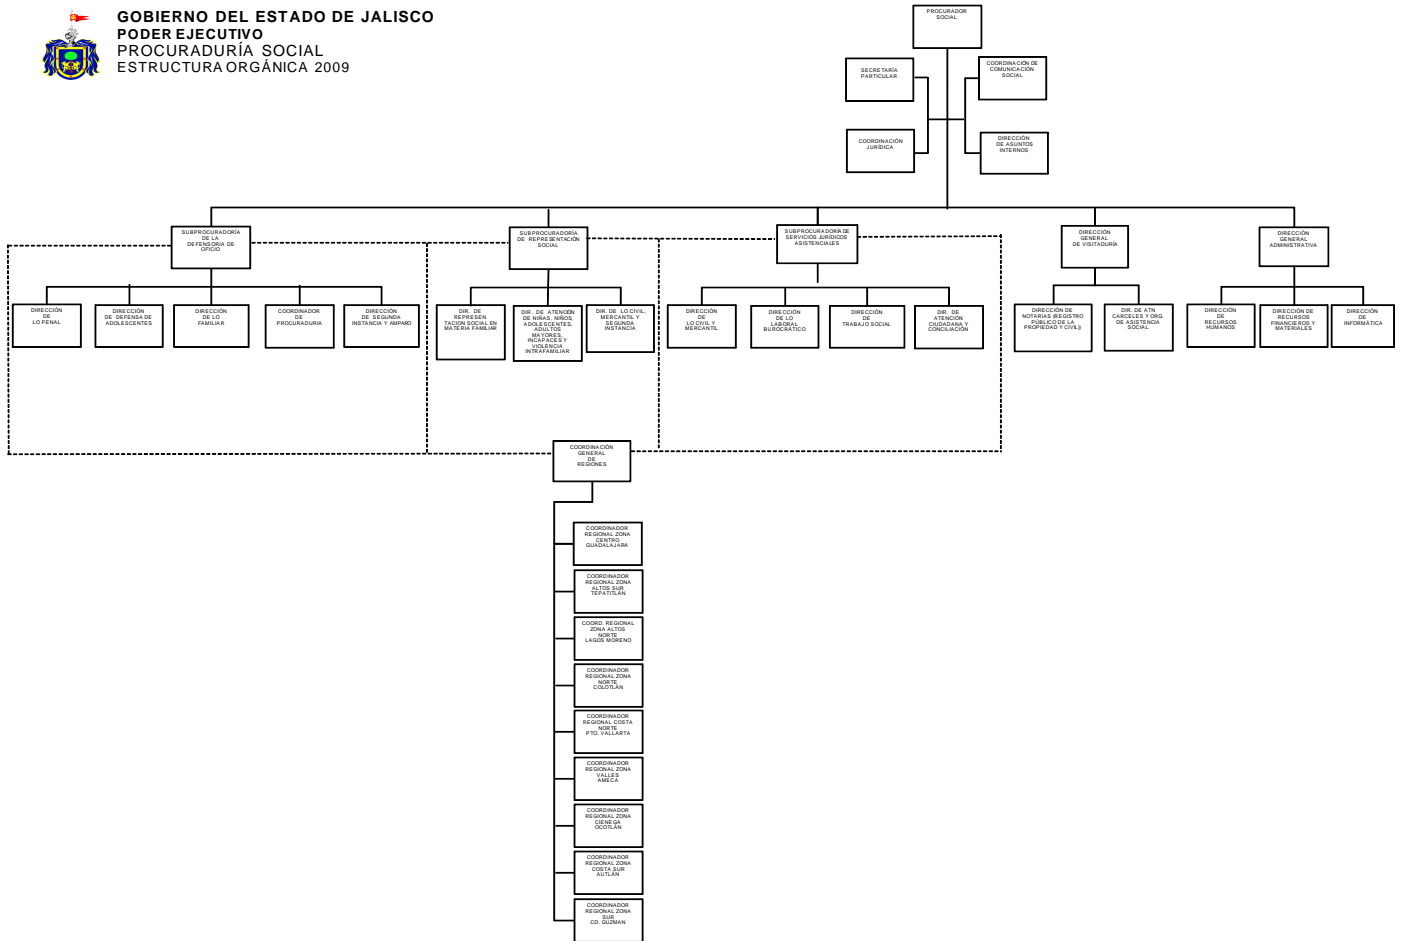 GOBIERNO DEL ESTADO DE JALISCO
PODER EJECUTIVO
PROCURADURÍA SOCIAL
ESTRUCTURA ORGÁNICA 2009
PROCURADOR
SOCIAL
SECRETARÍA
PARTICULAR
COORDINACIÓN DE
COMUNICACIÓN
SOCIAL
COORDINACIÓN
JURÍDICA
DIRECCIÓN
DE ASUNTOS
INTERNOS
SUBPROCURADORÍA
DE LA
DEFENSORIA DE
OFICIO
SUBPROCURADORÍA
DE REPRESENTACIÓN
SOCIAL
SUBPROCURADORÍA DE
SERVICIOS JURÍDICOS
ASISTENCIALES
DIRECCIÓN
GENERAL
DE VISITADURÍA
DIRECCIÓN
GENERAL
ADMINISTRATIVA
DIRECCIÓN
DE
LO PENAL
DIRECCIÓN
DE DEFENSA DE
ADOLESCENTES
DIRECCIÓN
DE LO
FAMILIAR
COORDINADOR
DE
PROCURADURIA
DIRECCIÓN
DE SEGUNDA
INSTANCIA Y AMPARO
DIR. DE
REPRESEN
TACIÓN SOCIAL EN
MATERIA FAMILIAR
DIR. DE ATENCIÓN
DE NIÑAS, NIÑOS,
ADOLESCENTES,
ADULTOS
MAYORES,
INCAPACES Y
VIOLENCIA
INTRAFAMILIAR
DIR. DE LO CIVIL,
MERCANTIL Y
SEGUNDA
INSTANCIA
DIRECCIÓN
DE
LO CIVIL Y
MERCANTIL
DIRECCIÓN
DE LO
LABORAL
BUROCRÁTICO
DIRECCIÓN
DE
TRABAJO SOCIAL
DIR. DE
ATENCIÓN
CIUDADANA Y
CONCILIACIÓN
DIRECCIÓN DE
NOTARIAS (REGISTRO
PÚBLICO DE LA
PROPIEDAD Y CIVIL))
DIR. DE ATN
CARCELES Y ORG.
DE ASISTENCIA
SOCIAL
DIRECCIÓN
DE
RECURSOS
HUMANOS
DIRECCIÓN DE
RECURSOS
FINANCIEROS Y
MATERIALES
DIRECCIÓN
DE
INFORMÁTICA
COORDINACIÓN
GENERAL
DE
REGIONES
COORDINADOR
REGIONAL ZONA
CENTRO
GUADALAJARA
COORDINADOR
REGIONAL ZONA
ALTOS SUR
TEPATITLÁN
COORD. REGIONAL
ZONA ALTOS
NORTE
LAGOS MORENO
COORDINADOR
REGIONAL ZONA
NORTE
COLOTLÁN
COORDINADOR
REGIONAL COSTA
NORTE
PTO. VALLARTA
COORDINADOR
REGIONAL ZONA
VALLES
AMECA
COORDINADOR
REGIONAL ZONA
CIENEGA
OCOTLÁN
COORDINADOR
REGIONAL ZONA
COSTA SUR
AUTLÁN
COORDINADOR
REGIONAL ZONA
SUR
CD. GUZMAN